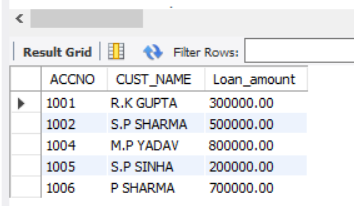 Result Grid Filter Rows:
ACCNO CUST_NAME Loan_amount
1001 R.K GUPTA 300000.00
1002 S.P SHARMA 500000.00
1004 M.P YADAV 800000.00
1005 S.P SINHA 200000.00
1006 P SHARMA 700000.00